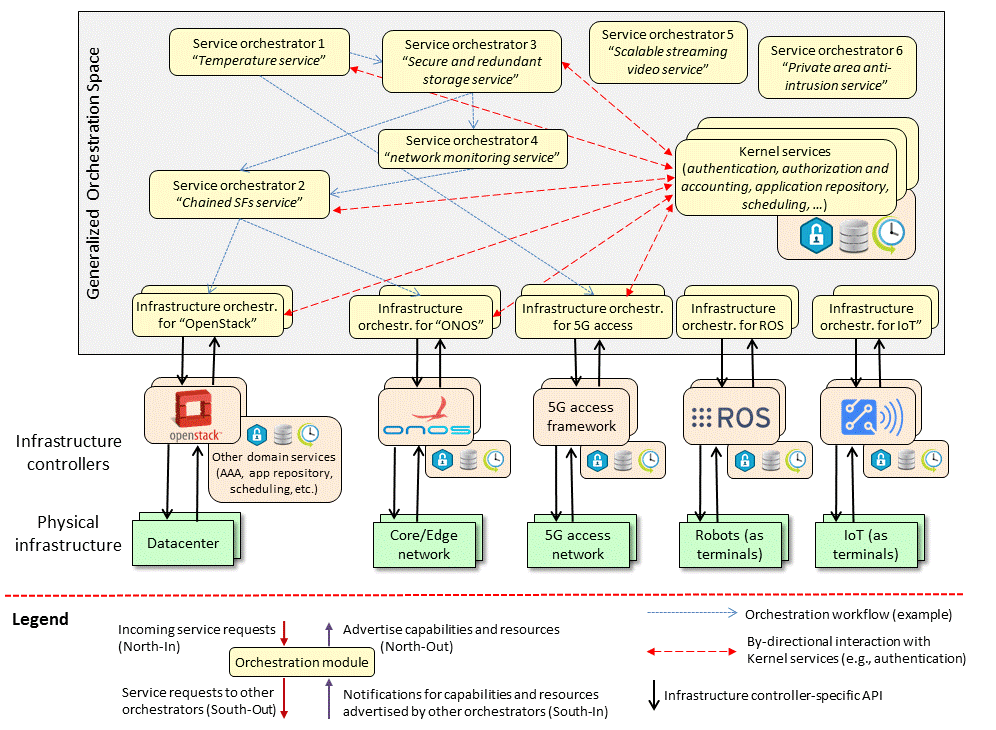 Generalized Orchestration Space
Service orchestrator 1
“Temperature service”
Service orchestrator 3
“Secure and redundant
storage service”
Service orchestrator 5
“Scalable streaming
video service”
Service orchestrator 6
“Private area anti-
intrusion service”
Service orchestrator 4
“network monitoring service”
Service orchestrator 2
“Chained SFs service”
Kernel services
(authentication, authorization and
accounting, application repository,
scheduling, …)
Infrastructure orchestr.
for “OpenStack”
Infrastructure
orchestr. for “ONOS”
Infrastructure orchestr.
for 5G access
Infrastructure
orchestr. for ROS
Infrastructure
orchestr. for IoT”
Infrastructure
controllers
openstack™
Other domain services
(AAA, app repository,
scheduling, etc.)
onos
5G access
framework
ROS
Physical
infrastructure
Datacenter
Core/Edge
network
5G access
network
Robots (as
terminals)
IoT (as
terminals)
Legend
Incoming service requests
(North-In)
Advertise capabilities and resources
(North-Out)
Orchestration module
Service requests to other
orchestrators (South-Out)
Notifications for capabilities and resources
advertised by other orchestrators (South-In)
Orchestration workflow (example)
By-directional interaction with
Kernel services (e.g., authentication)
Infrastructure controller-specific API